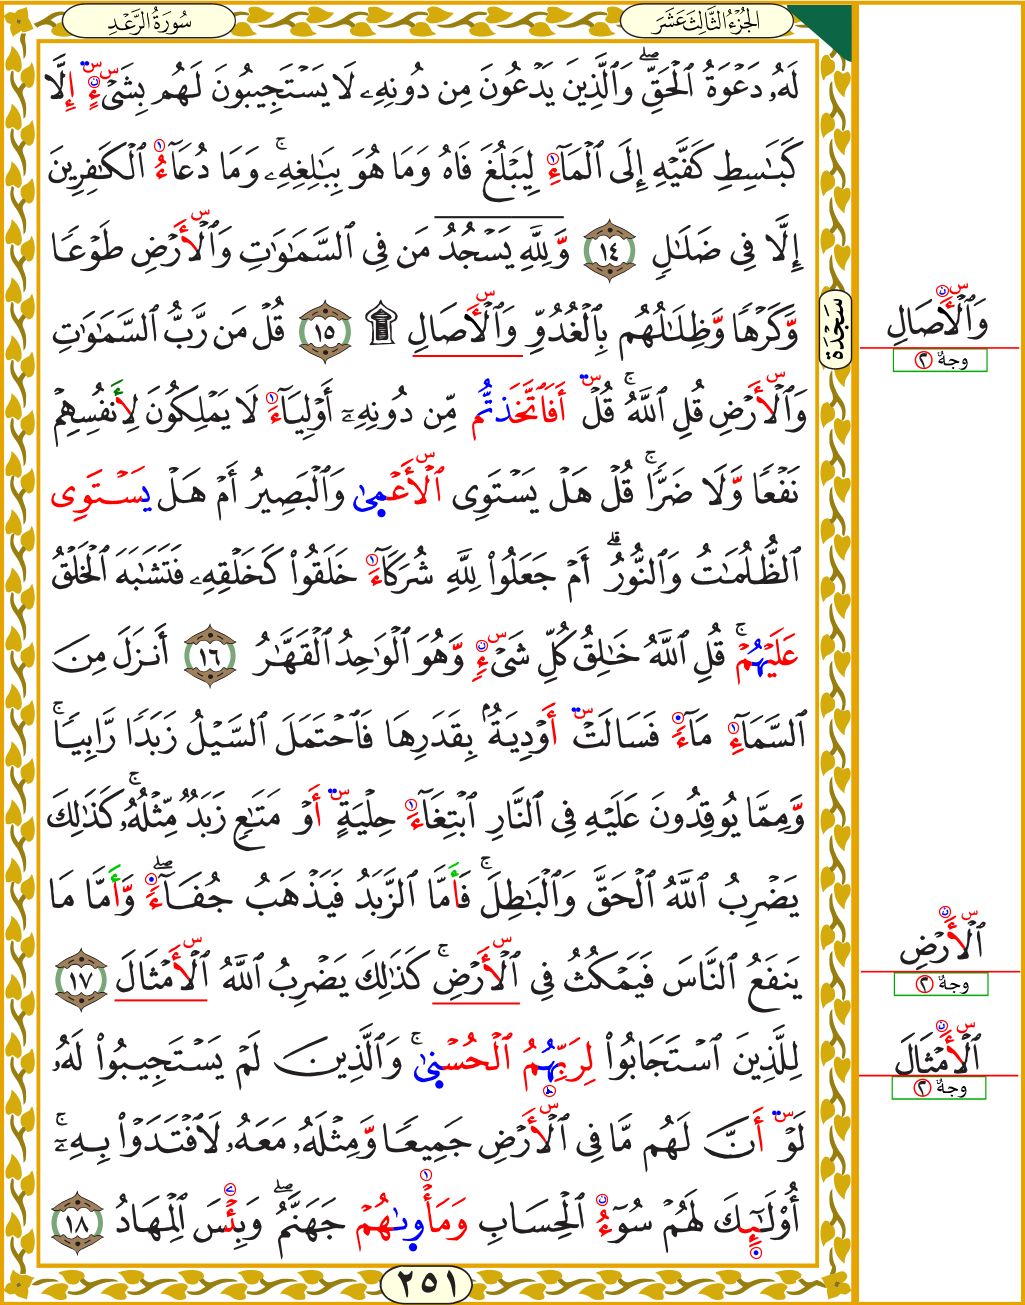 سُورَةُ الرَّعْدِ
الجُزْءُ الثَّالِثَ عَشَرَ
لَهُۥ دَعْوَةُ ٱلْحَقِّ ۖ وَٱلَّذِينَ يَدْعُونَ مِن دُونِهِۦ لَا يَسْتَجِيبُونَ لَهُم بِشَىْءٍ إِلَّا
كَبَـٰسِطِ كَفَّيْهِ إِلَى ٱلْمَآءِ لِيَبْلُغَ فَاهُ وَمَا هُوَ بِبَـٰلِغِهِۦ ۚ وَمَا دُعَآءُ ٱلْكَـٰفِرِينَ
إِلَّا فِى ضَلَـٰلٍ ١٤ وَّلِلَّهِ يَسْجُدُ مَن فِى ٱلسَّمَـٰوَٰتِ وَٱلْأَرْضِ طَوْعًا
وَّكَرْهًا وَّظِلَـٰلُهُم بِٱلْغُدُوِّ وَٱلْأَصَالِ ۩ ١٥ قُلْ مَن رَّبُّ ٱلسَّمَـٰوَٰتِ
وَٱلْأَرْضِ قُلِ ٱللَّهُ ۚ قُلْ أَفَٱتَّخَذتُّم مِّن دُونِهِۦٓ أَوْلِيَآءَ لَا يَمْلِكُونَ لِأَنفُسِهِمْ
نَفْعًا وَّلَا ضَرًّا ۚ قُلْ هَلْ يَسْتَوِى ٱلْأَعْمىٰ وَٱلْبَصِيرُ أَمْ هَلْ يَسْتَوِى
ٱلظُّلُمَـٰتُ وَٱلنُّورُ ۗ أَمْ جَعَلُوا۟ لِلَّهِ شُرَكَآءَ خَلَقُوا۟ كَخَلْقِهِۦ فَتَشَـٰبَهَ ٱلْخَلْقُ
عَلَيْهُمْ ۚ قُلِ ٱللَّهُ خَـٰلِقُ كُلِّ شَىْءٍ وَّهُوَ ٱلْوَٰحِدُ ٱلْقَهَّـٰرُ ١٦ أَنزَلَ مِنَ
ٱلسَّمَآءِ مَآءً فَسَالَتْ أَوْدِيَةٌۢ بِقَدَرِهَا فَٱحْتَمَلَ ٱلسَّيْلُ زَبَدًا رَّابِيًا ۚ
وَّمِمَّا يُوقِدُونَ عَلَيْهِ فِى ٱلنَّارِ ٱبْتِغَآءَ حِلْيَةٍ أَوْ مَتَـٰعٍ زَبَدٌ مِّثْلُهُۥ ۚ كَذَٰلِكَ
يَضْرِبُ ٱللَّهُ ٱلْحَقَّ وَٱلْبَـٰطِلَ ۚ فَأَمَّا ٱلزَّبَدُ فَيَذْهَبُ جُفَآءً ۖ وَّأَمَّا مَا
يَنفَعُ ٱلنَّاسَ فَيَمْكُثُ فِى ٱلْأَرْضِ ۚ كَذَٰلِكَ يَضْرِبُ ٱللَّهُ ٱلْأَمْثَالَ ١٧
لِلَّذِينَ ٱسْتَجَابُوا۟ لِرَبِّهُمُ ٱلْحُسْنىٰ ۚ وَٱلَّذِينَ لَمْ يَسْتَجِيبُوا۟ لَهُۥ
لَوْ أَنَّ لَهُم مَّا فِى ٱلْأَرْضِ جَمِيعًا وَّمِثْلَهُۥ مَعَهُۥ لَٱفْتَدَوْا۟ بِهِۦٓ ۚ
أُو۟لَـٰٓئِكَ لَهُمْ سُوٓءُ ٱلْحِسَابِ وَمَأْوىٰهُمْ جَهَنَّمُ ۖ وَبِئْسَ ٱلْمِهَادُ ١٨
٢٥١
سَجْدَة
وَٱلْأَصَالِ
وجهٌ ٢
ٱلْأَرْضِ
وجهٌ ٢
ٱلْأَمْثَالَ
وجهٌ ٢